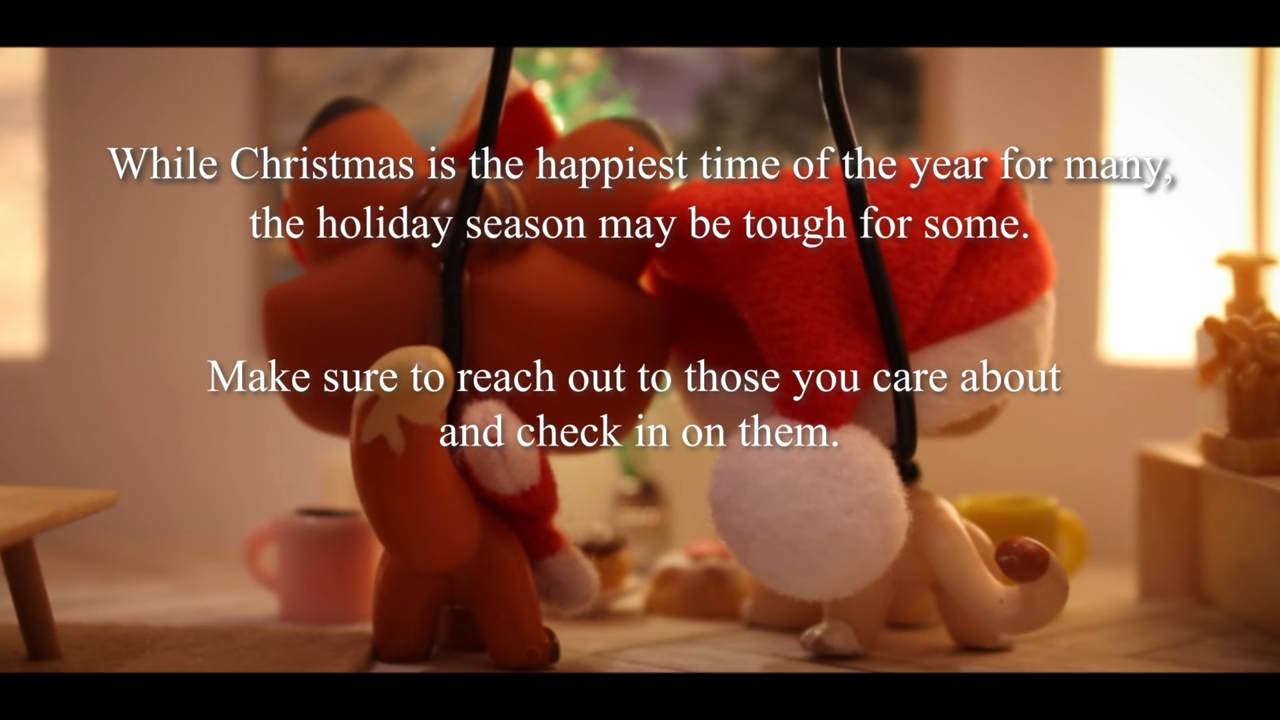 While Christmas is the happiest time of the year for many,
the holiday season may be tough for some.
Make sure to reach out to those you care about
and check in on them.